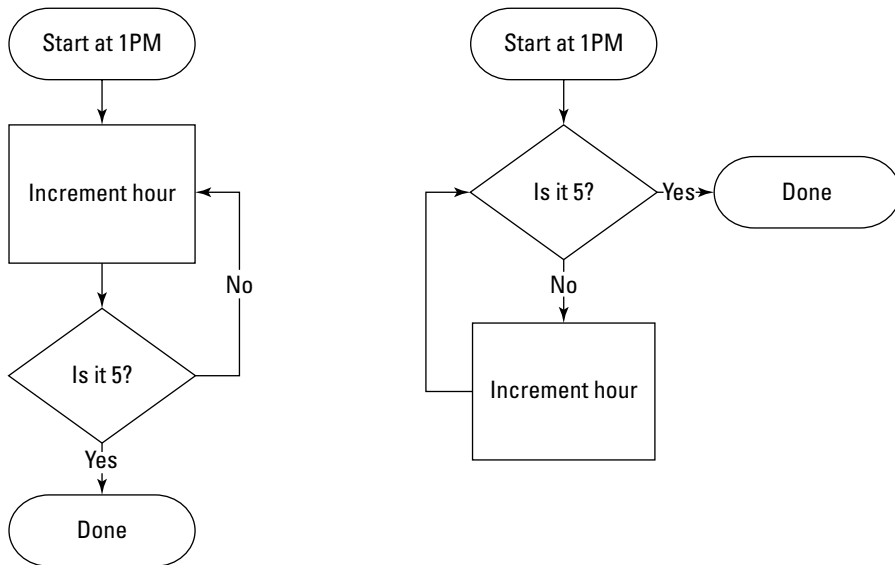 Start at 1PM
Increment hour
No
Is it 5?
Yes
Done
Start at 1PM
Is it 5?
Yes
Done
No
Increment hour